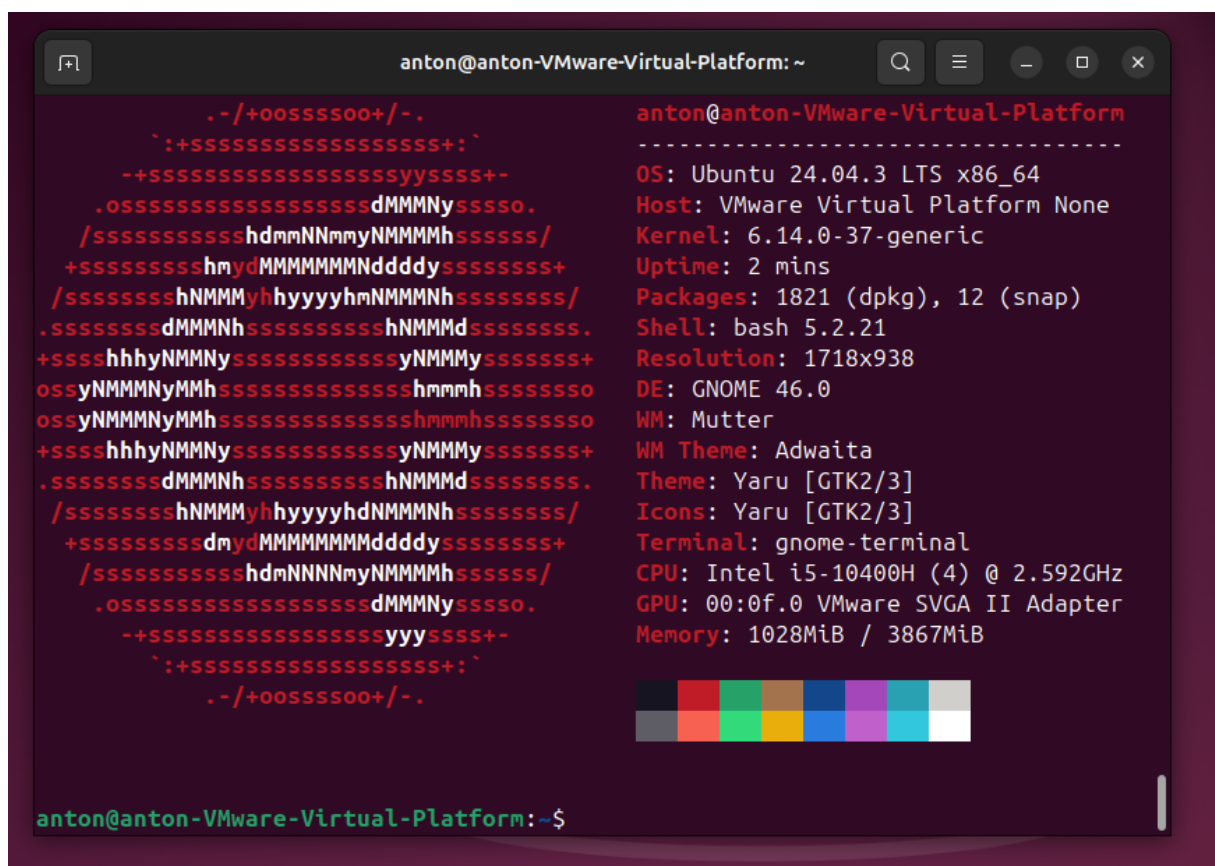 anton@anton-VMware-Virtual-Platform: ~
.-/+oossssoo+/-.               anton@anton-VMware-Virtual-Platform
`:+ssssssssssssssssss+:`           -----------------------------------
-+ssssssssssssssssssyyssss+-         OS: Ubuntu 24.04.3 LTS x86_64
.ossssssssssssssssssdMMMNysssso.       Host: VMware Virtual Platform None
/ssssssssssshdmmNNmmyNMMMMhssssss/      Kernel: 6.14.0-37-generic
+ssssssssshmydMMMMMMMNddddyssssssss+     Uptime: 2 mins
/sssssssshNMMMyhhyyyyhmNMMMNhssssssss/    Packages: 1821 (dpkg), 12 (snap)
.ssssssssdMMMNhsssssssssshNMMMdssssssss.   Shell: bash 5.2.21
+sssshhhyNMMNyssssssssssssyNMMMysssssss+   Resolution: 1718x938
ossyNMMMNyMMhsssssssssssssshmmmhssssssso   DE: GNOME 46.0
ossyNMMMNyMMhsssssssssssssshmmmhssssssso   WM: Mutter
+sssshhhyNMMNyssssssssssssyNMMMysssssss+   WM Theme: Adwaita
.ssssssssdMMMNhsssssssssshNMMMdssssssss.   Theme: Yaru [GTK2/3]
/sssssssshNMMMyhhyyyyhdNMMMNhssssssss/    Icons: Yaru [GTK2/3]
+sssssssssdmydMMMMMMMMddddyssssssss+     Terminal: gnome-terminal
/ssssssssssshdmNNNNmyNMMMMhssssss/      CPU: Intel i5-10400H (4) @ 2.592GHz
.ossssssssssssssssssdMMMNysssso.       GPU: 00:0f.0 VMware SVGA II Adapter
-+sssssssssssssssssyyyssss+-         Memory: 1028MiB / 3867MiB
`:+ssssssssssssssssss+:`
.-/+oossssoo+/-.
anton@anton-VMware-Virtual-Platform:~$